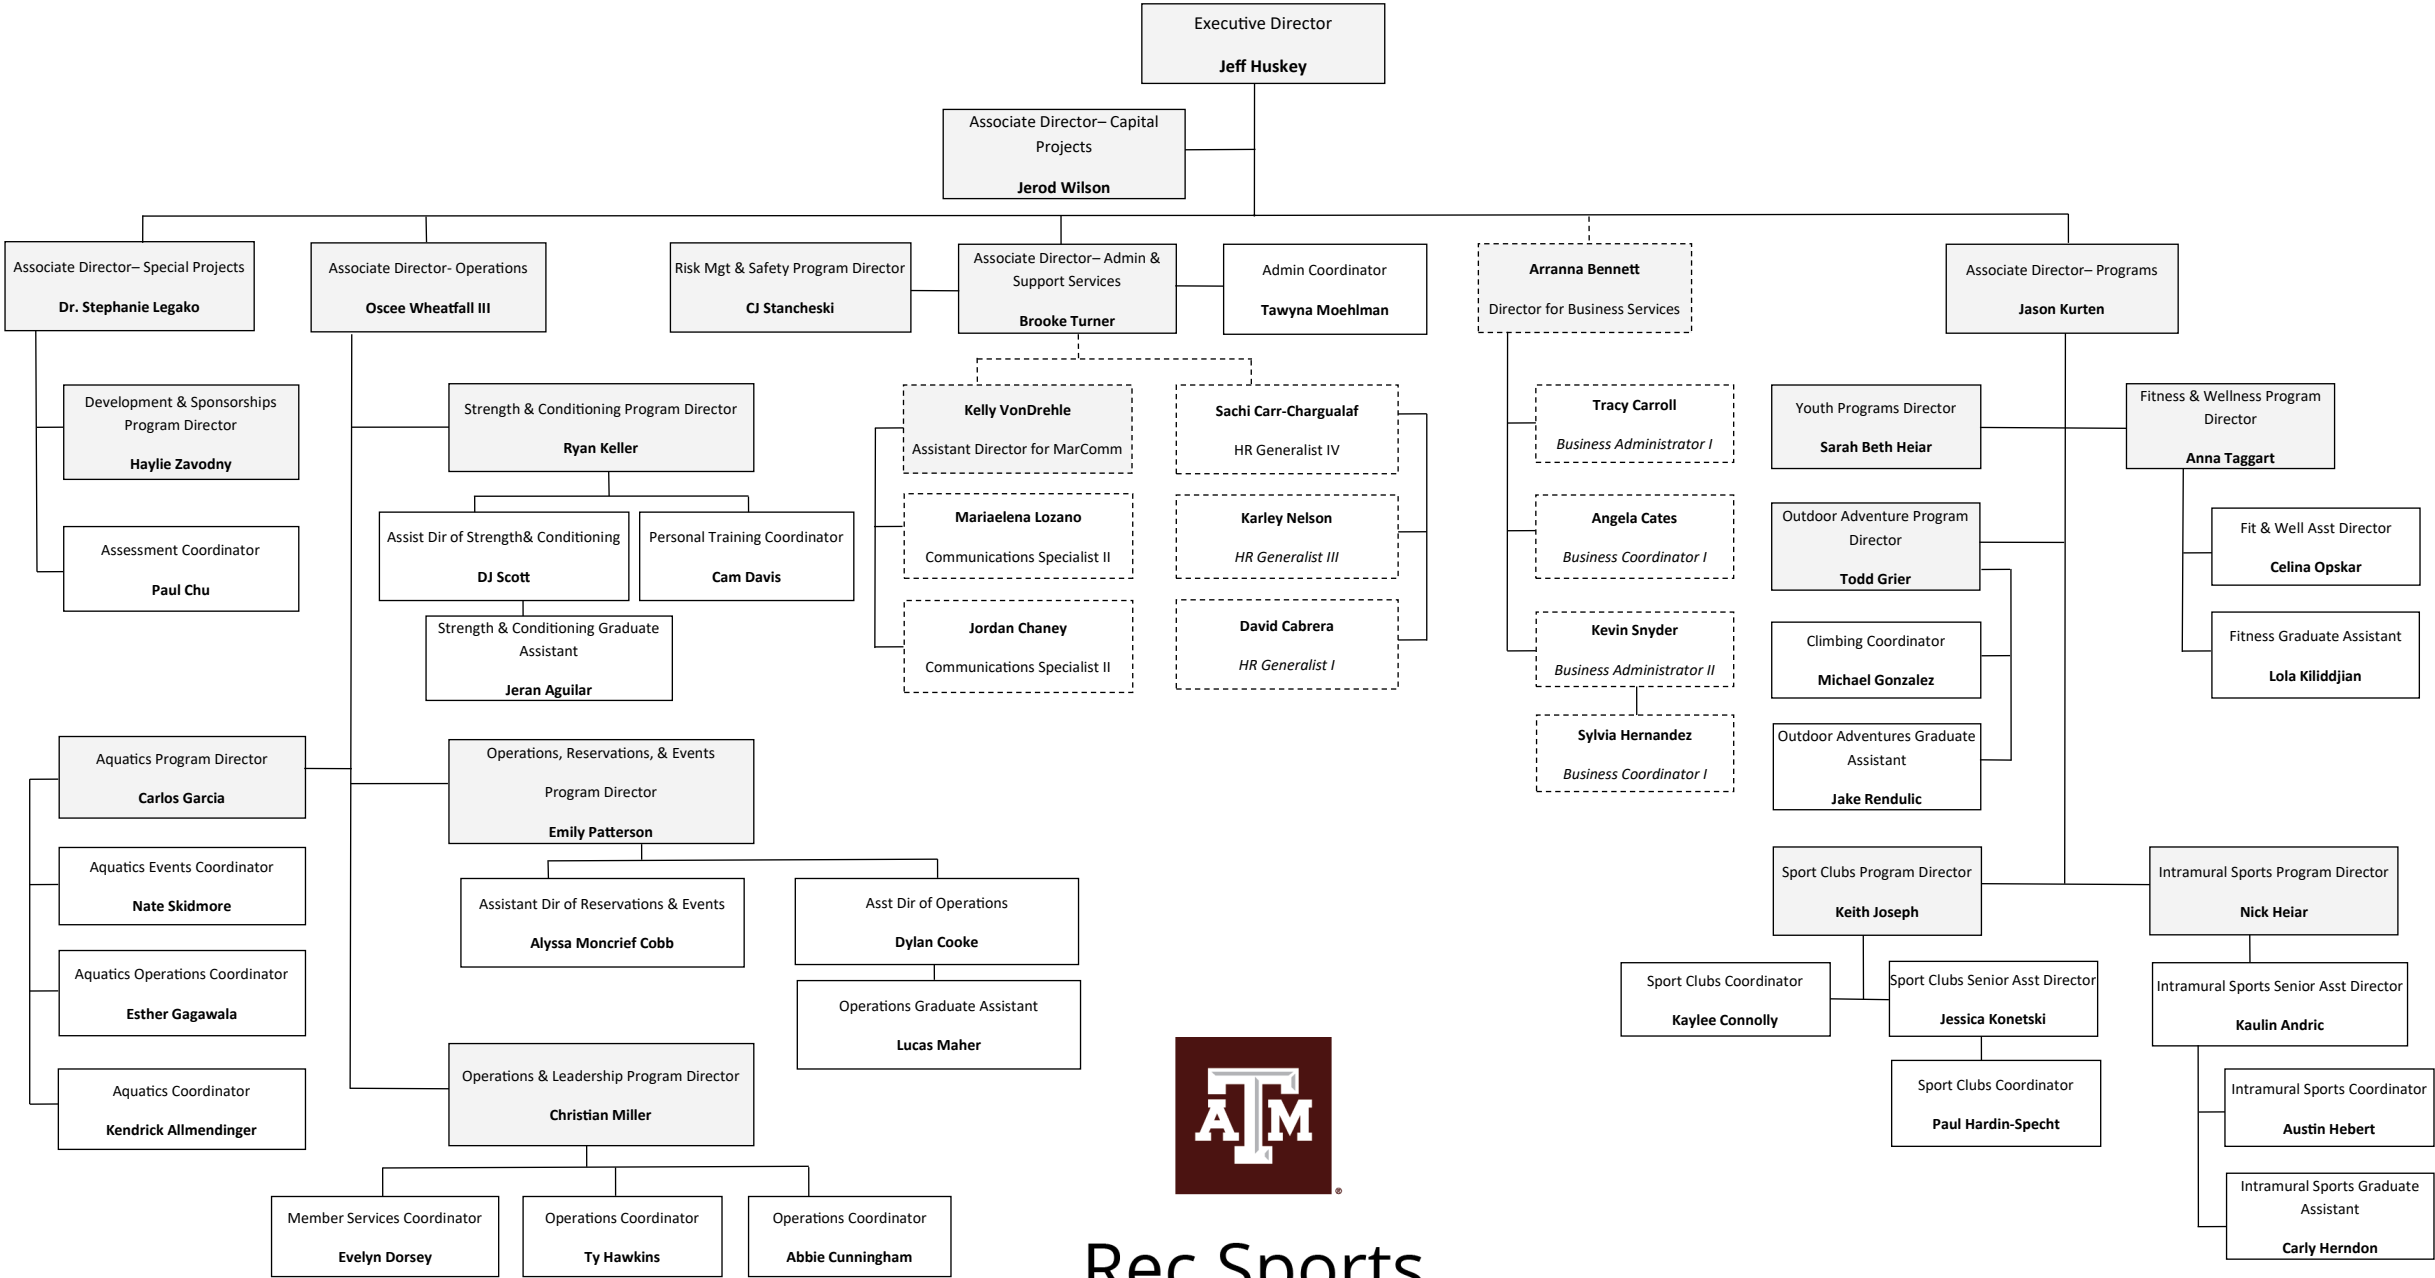 Executive Director
Jeff Huskey
Associate Director– Capital
Projects
Jerod Wilson
Associate Director– Special Projects
Dr. Stephanie Legako
Associate Director- Operations
Oscee Wheatfall III
Risk Mgt & Safety Program Director
CJ Stancheski
Associate Director– Admin &
Support Services
Brooke Turner
Admin Coordinator
Tawyna Moehlman
Arranna Bennett
Director for Business Services
Associate Director– Programs
Jason Kurten
Development & Sponsorships
Program Director
Haylie Zavodny
Assessment Coordinator
Paul Chu
Strength & Conditioning Program Director
Ryan Keller
Assist Dir of Strength& Conditioning
DJ Scott
Personal Training Coordinator
Cam Davis
Strength & Conditioning Graduate
Assistant
Jeran Aguilar
Kelly VonDrehle
Assistant Director for MarComm
Mariaelena Lozano
Communications Specialist II
Jordan Chaney
Communications Specialist II
Sachi Carr-Chargualaf
HR Generalist IV
Karley Nelson
HR Generalist III
David Cabrera
HR Generalist I
Tracy Carroll
Business Administrator I
Angela Cates
Business Coordinator I
Kevin Snyder
Business Administrator II
Sylvia Hernandez
Business Coordinator I
Youth Programs Director
Sarah Beth Heiar
Fitness & Wellness Program
Director
Anna Taggart
Outdoor Adventure Program
Director
Todd Grier
Climbing Coordinator
Michael Gonzalez
Outdoor Adventures Graduate
Assistant
Jake Rendulic
Fit & Well Asst Director
Celina Opskar
Fitness Graduate Assistant
Lola Kiliddjian
Aquatics Program Director
Carlos Garcia
Aquatics Events Coordinator
Nate Skidmore
Aquatics Operations Coordinator
Esther Gagawala
Aquatics Coordinator
Kendrick Allmendinger
Operations, Reservations, & Events
Program Director
Emily Patterson
Assistant Dir of Reservations & Events
Alyssa Moncrief Cobb
Asst Dir of Operations
Dylan Cooke
Operations Graduate Assistant
Lucas Maher
Operations & Leadership Program Director
Christian Miller
Member Services Coordinator
Evelyn Dorsey
Operations Coordinator
Ty Hawkins
Operations Coordinator
Abbie Cunningham
Sport Clubs Program Director
Keith Joseph
Intramural Sports Program Director
Nick Heiar
Sport Clubs Coordinator
Kaylee Connolly
Sport Clubs Senior Asst Director
Jessica Konetski
Sport Clubs Coordinator
Paul Hardin-Specht
Intramural Sports Senior Asst Director
Kaulin Andric
Intramural Sports Coordinator
Austin Hebert
Intramural Sports Graduate
Assistant
Carly Herndon
ATM
®
Rec Sports